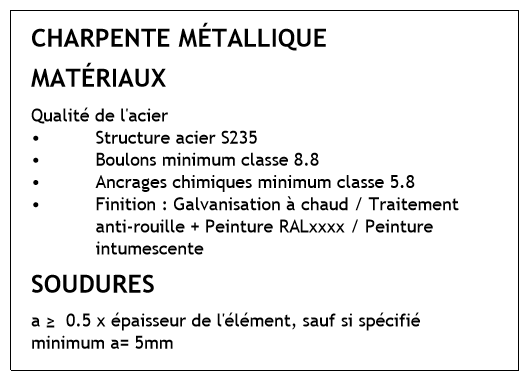 CHARPENTE MÉTALLIQUE
MATÉRIAUX
Qualité de l'acier
• Structure acier S235
• Boulons minimum classe 8.8
• Ancrages chimiques minimum classe 5.8
• Finition : Galvanisation à chaud / Traitement
anti-rouille + Peinture RALxxxx / Peinture
intumescente
SOUDURES
a ≥ 0.5 x épaisseur de l'élément, sauf si spécifié
minimum a= 5mm